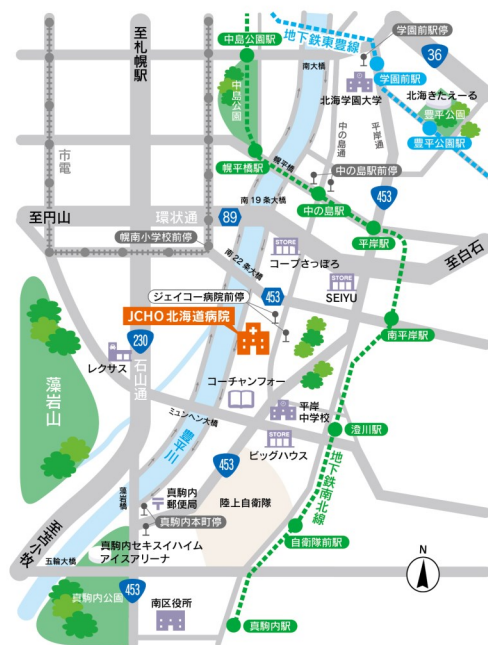 中島公園駅
地下鉄東豊線
学園前駅停
36
至札幌駅
南大橋
学園前駅
北海学園大学
北海きたえーる
中島公園
豊平公園
市電
中の島通
平岸通
豊平公園駅
幌平橋
幌平橋駅
中の島駅前停
453
南19条大橋
中の島駅
至円山
環状通
89
平岸駅
幌南小学校前停
STORE
コープさっぽろ
至白石
南22条大橋
STORE
SEIYU
453
ジェイコー病院前停
JCHO北海道病院
南平岸駅
230
レクサス
石山通
藻岩山
コーチャンフォー
平岸
中学校
ミュンヘン大橋
STORE
ビッグハウス
澄川駅
豊平川
453
地下鉄南北線
藻岩橋
真駒内
郵便局
陸上自衛隊
真駒内本町停
自衛隊前駅
至苫小牧
真駒内セキスイハイム
アイスアリーナ
五輪大橋
N
真駒内公園
453
南区役所
真駒内駅